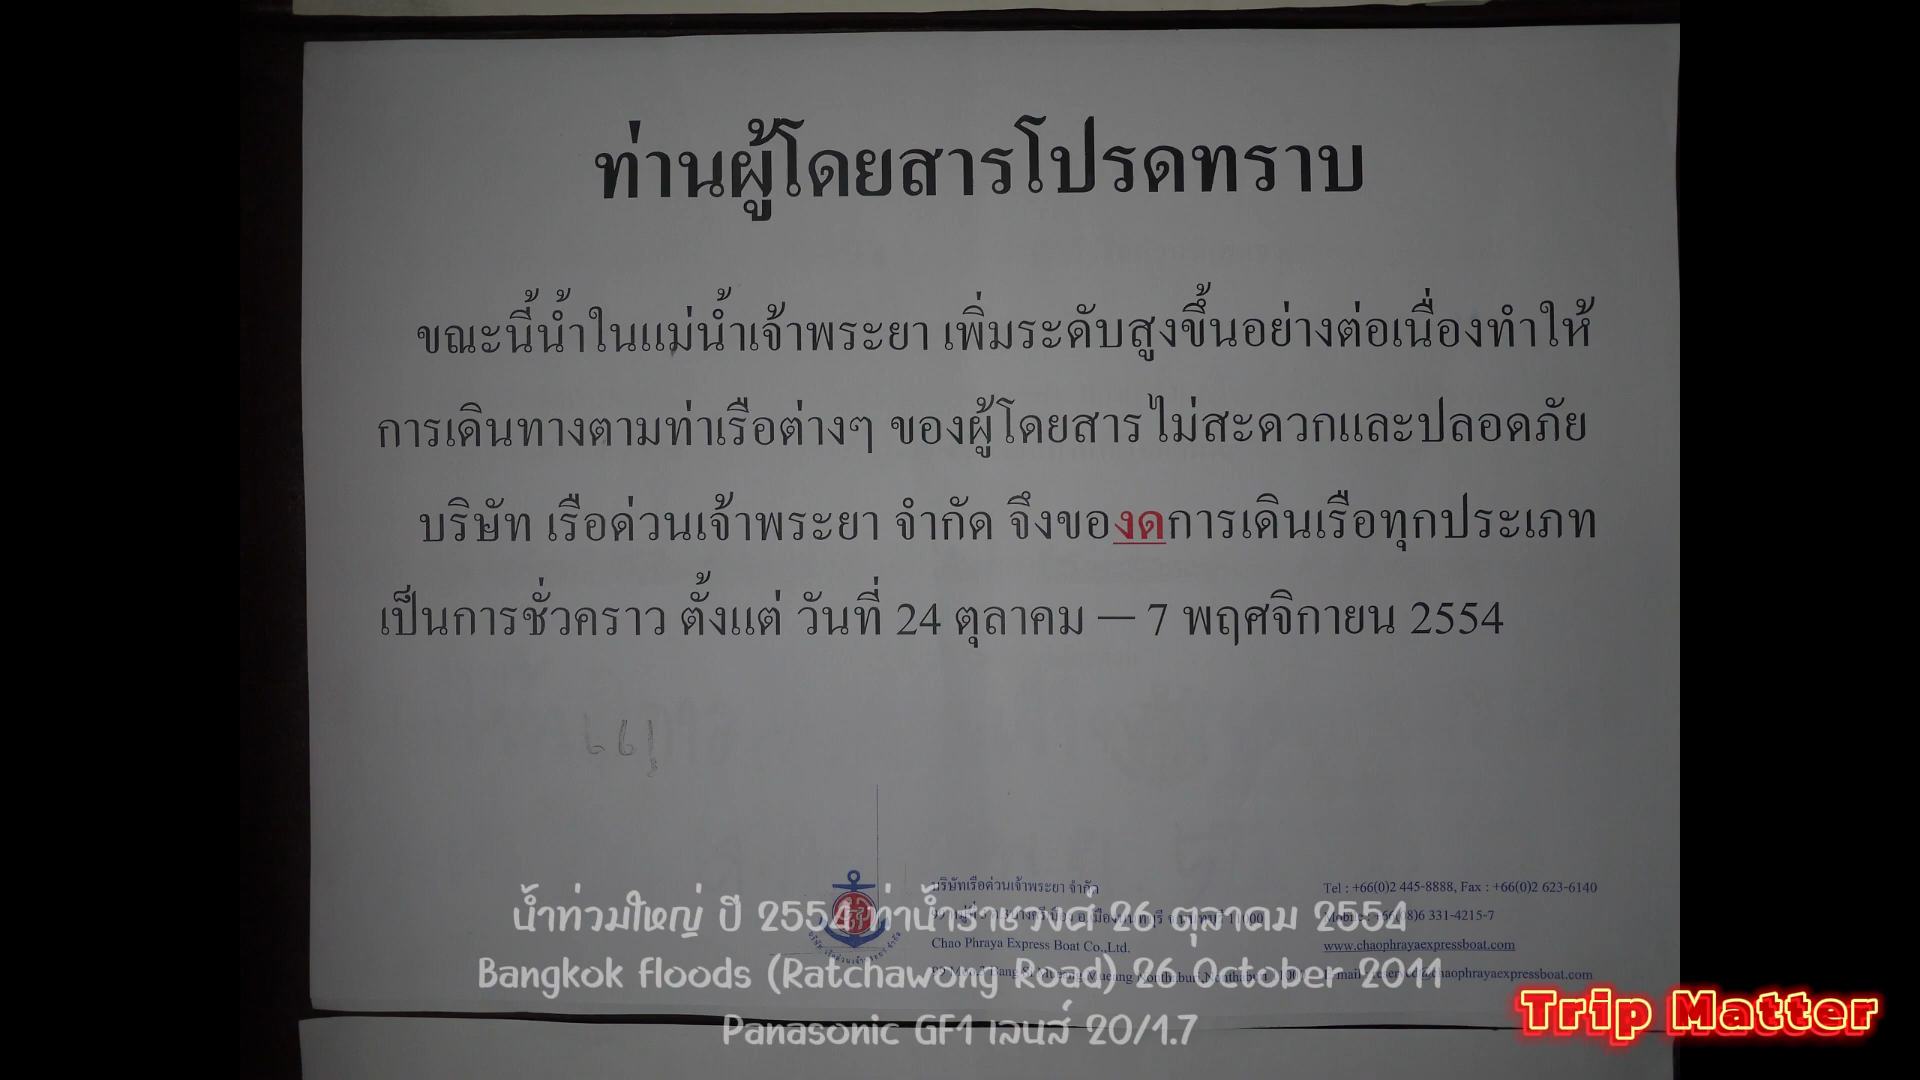 ท่านผู้โดยสารโปรดทราบ
ขณะนี้น้ำในแม่น้ำเจ้าพระยา เพิ่มระดับสูงขึ้นอย่างต่อเนื่องทำให้
การเดินทางตามท่าเรือต่างๆ ของผู้โดยสาร ไม่สะดวกและปลอดภัย
บริษัท เรือด่วนเจ้าพระยา จำกัด จึงของดการเดินเรือทุกประเภท
เป็นการชั่วคราว ตั้งแต่ วันที่ 24 ตุลาคม – 7 พฤศจิกายน 2554
บริษัทเรือด่วนเจ้าพระยา จำกัด
Chao Phraya Express Boat Co.,Ltd.
Tel : +66(0)2 445-8888, Fax : +66(0)2 623-6140
6 331-4215-7
www.chaophrayaexpressboat.com
chaophrayaexpressboat.com
น้ำท่วมใหญ่ ปี 2554 ท่าน้ำราชวงศ์ 26 ตุลาคม 2554
Bangkok floods (Ratchawong Road) 26 October 2011
Panasonic GF1 เลนส์ 20/1.7
Trip Matter